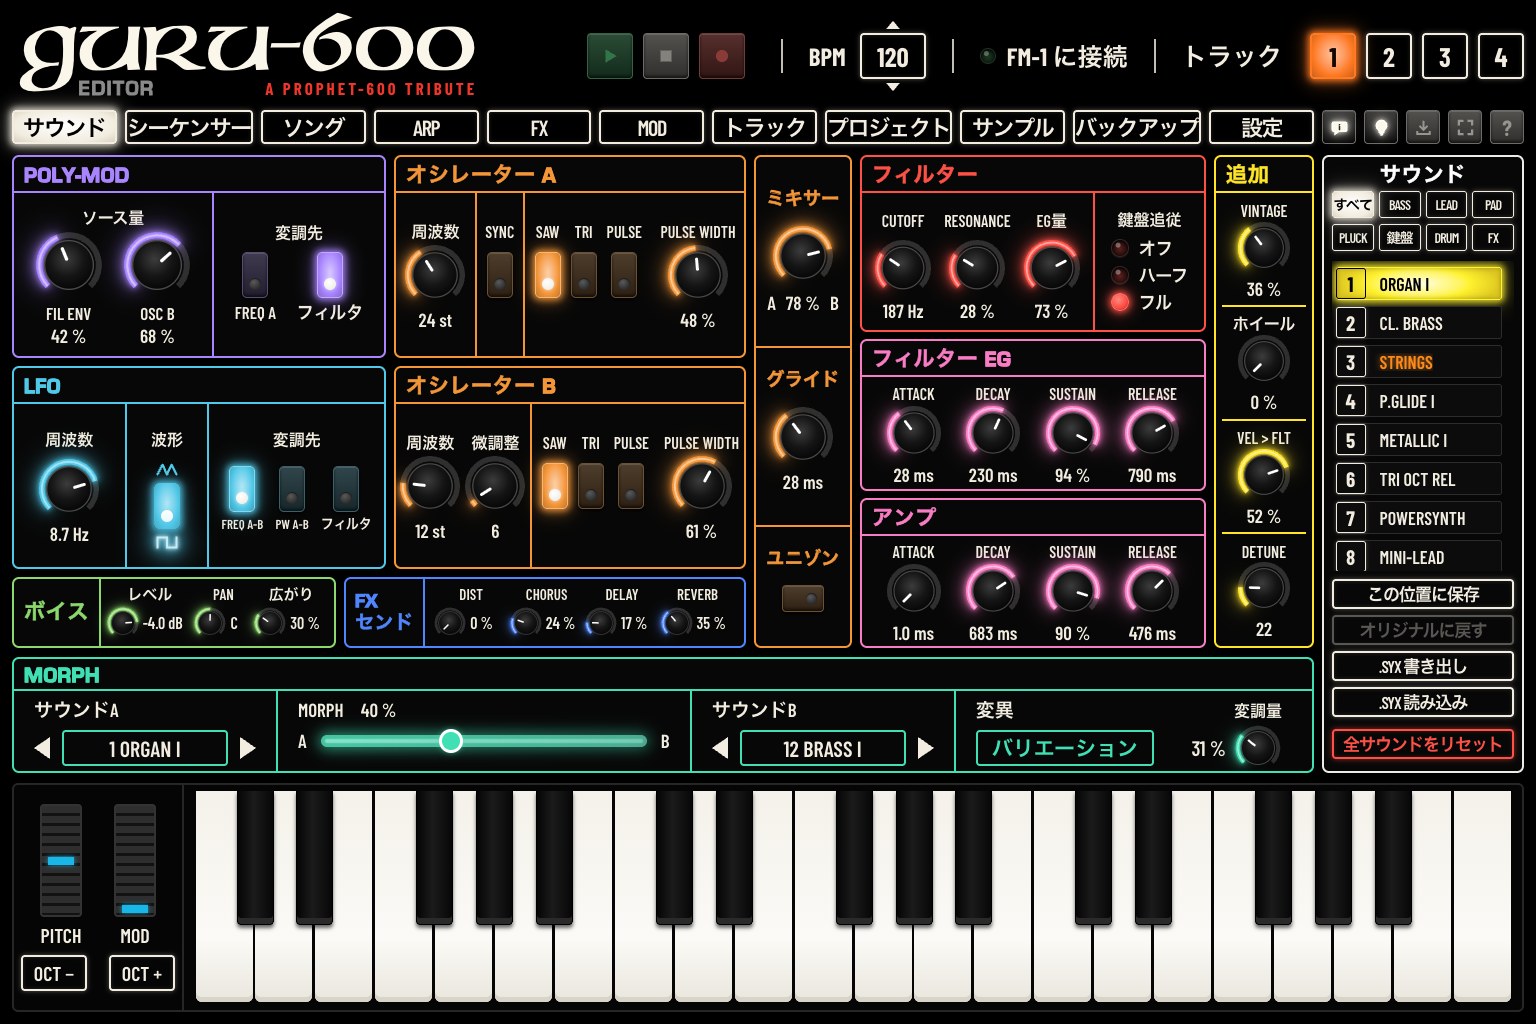 guru-600
EDITOR
A PROPHET-600 TRIBUTE
BPM
120
FM-1 に接続
トラック
1
2
3
4
サウンド
シーケンサー
ソング
ARP
FX
MOD
トラック
プロジェクト
サンプル
バックアップ
設定
?
POLY-MOD
ソース量
FIL ENV
42 %
OSC B
68 %
変調先
FREQ A
フィルタ
LFO
周波数
8.7 Hz
波形
変調先
FREQ A-B
PW A-B
フィルタ
オシレーター A
周波数
24 st
SYNC
SAW
TRI
PULSE
PULSE WIDTH
48 %
オシレーター B
周波数
12 st
微調整
6
SAW
TRI
PULSE
PULSE WIDTH
61 %
ボイス
レベル
-4.0 dB
PAN
C
広がり
30 %
FX
センド
DIST
0 %
CHORUS
24 %
DELAY
17 %
REVERB
35 %
ミキサー
A 78 % B
グライド
28 ms
ユニゾン
フィルター
CUTOFF
187 Hz
RESONANCE
28 %
EG量
73 %
鍵盤追従
オフ
ハーフ
フル
フィルター EG
ATTACK
28 ms
DECAY
230 ms
SUSTAIN
94 %
RELEASE
790 ms
アンプ
ATTACK
1.0 ms
DECAY
683 ms
SUSTAIN
90 %
RELEASE
476 ms
追加
VINTAGE
36 %
ホイール
0 %
VEL > FLT
52 %
DETUNE
22
サウンド
すべて
BASS
LEAD
PAD
PLUCK
鍵盤
DRUM
FX
1 ORGAN I
2 CL. BRASS
3 STRINGS
4 P.GLIDE I
5 METALLIC I
6 TRI OCT REL
7 POWERSYNTH
8 MINI-LEAD
この位置に保存
オリジナルに戻す
.SYX 書き出し
.SYX 読み込み
全サウンドをリセット
MORPH
サウンドA
1 ORGAN I
MORPH 40 %
A
B
サウンドB
12 BRASS I
変異
バリエーション
変調量
31 %
PITCH
MOD
OCT −
OCT +